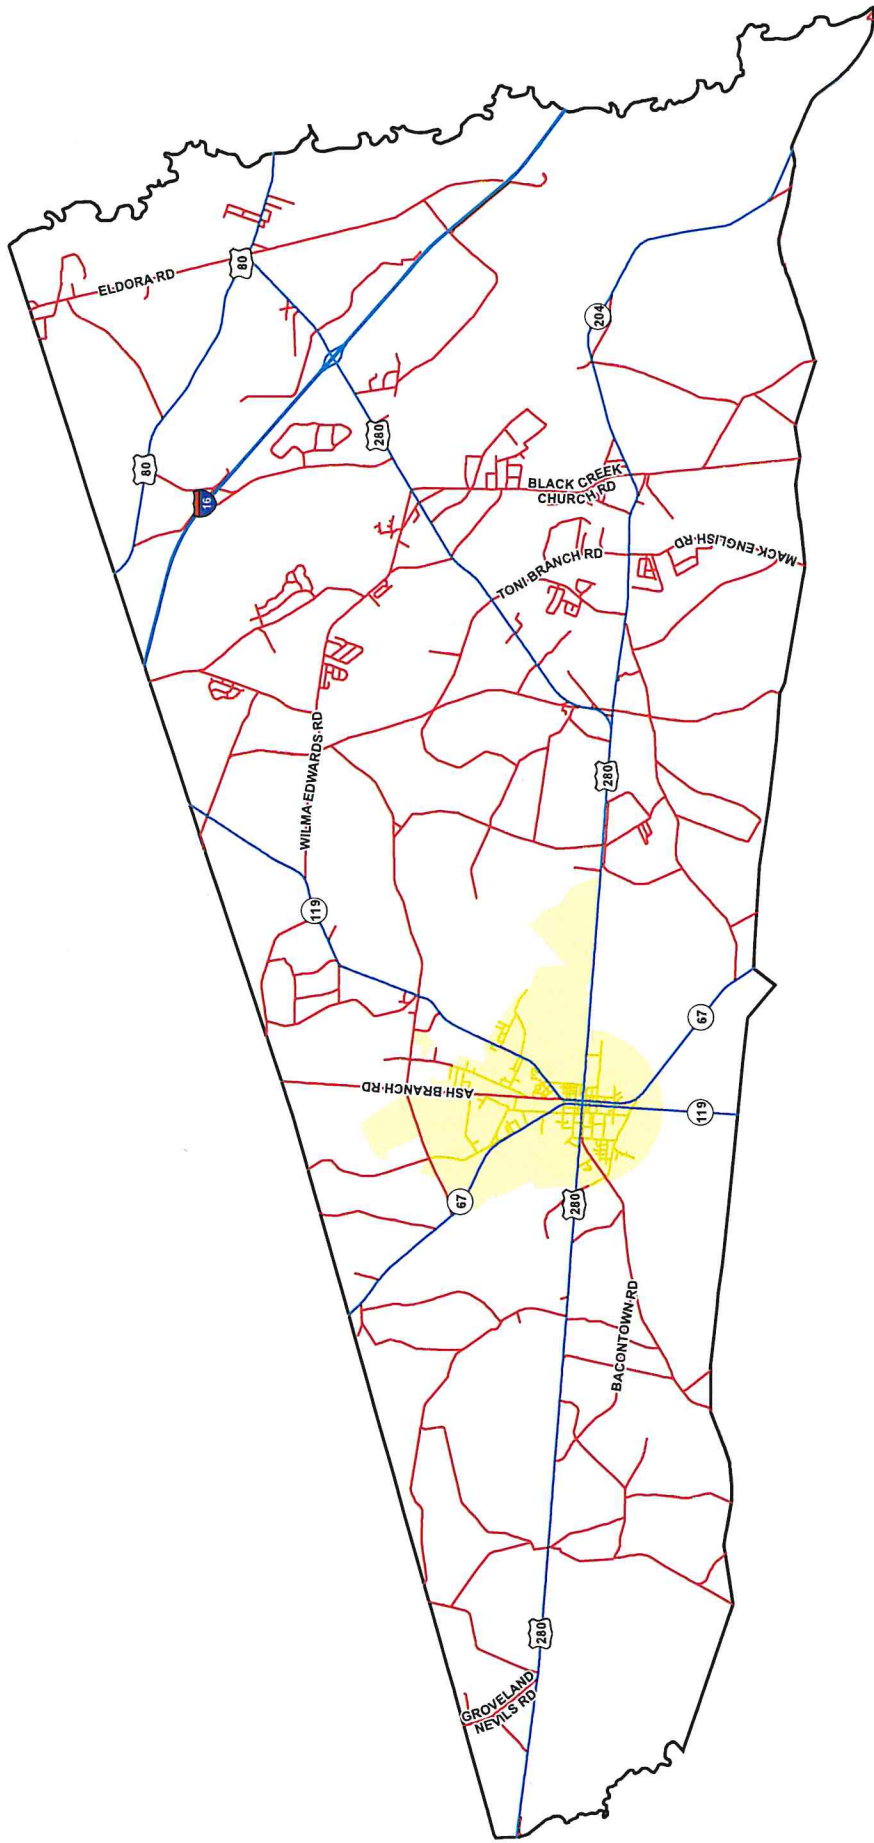 ELDORA RD
80
80
16
280
204
BLACK CREEK
CHURCH RD
TONI BRANCH RD
MACK ENGLISH RD
WILMA EDWARDS RD
280
119
67
ASH BRANCH RD
119
67
280
BACONTOWN RD
280
GROVELAND
NEVILS RD